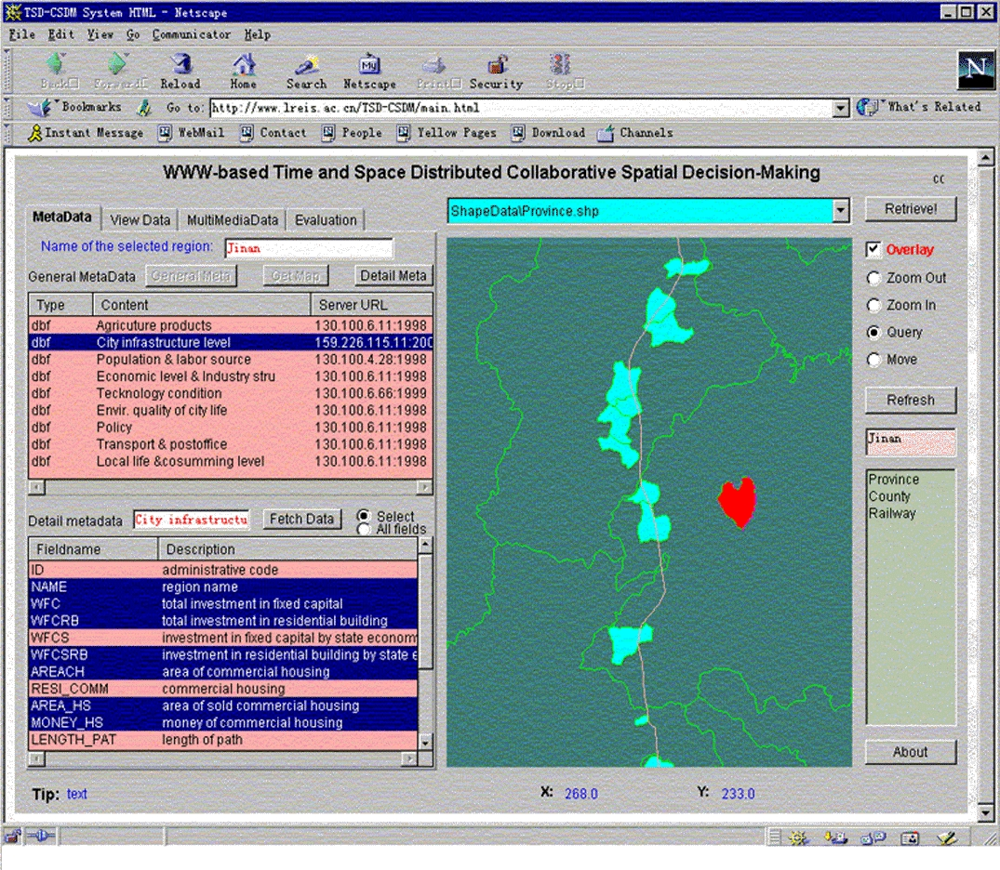 TSD-CSDM System HTML - Netscape
File Edit View Go Communicator Help
Back Forward Reload Home Search Netscape Print Security Stop
Bookmarks Go to: http://www.lreis.ac.cn/TSD-CSDM/main.html What's Related
Instant Message WebMail Contact People Yellow Pages Download Channels
WWW-based Time and Space Distributed Collaborative Spatial Decision-Making
MetaData View Data MultiMediaData Evaluation
ShapeData\Province.shp
Retrieve!
Name of the selected region: Jinan
General MetaData General Meta Get Map Detail Meta
Type Content Server URL
dbf Agricuture products 130.100.6.11:1998
dbf City infrastructure level 159.226.115.11:200
dbf Population & labor source 130.100.4.28:1998
dbf Economic level & Industry stru 130.100.6.11:1998
dbf Tecknology condition 130.100.6.66:1999
dbf Envir. quality of city life 130.100.6.11:1998
dbf Policy 130.100.6.11:1998
dbf Transport & postoffice 130.100.6.11:1998
dbf Local life &cosumming level 130.100.6.11:1998
Detail metadata City infrastructu Fetch Data Select
All fields
Fieldname Description
ID administrative code
NAME region name
WFC total investment in fixed capital
WFCRB total investment in residential building
WFCS investment in fixed capital by state econom
WFCSRB investment in residential building by state e
AREACH area of commercial housing
RESI_COMM commercial housing
AREA_HS area of sold commercial housing
MONEY_HS money of commercial housing
LENGTH_PAT length of path
Overlay
Zoom Out
Zoom In
Query
Move
Refresh
Jinan
Province
County
Railway
About
Tip: text X: 268.0 Y: 233.0